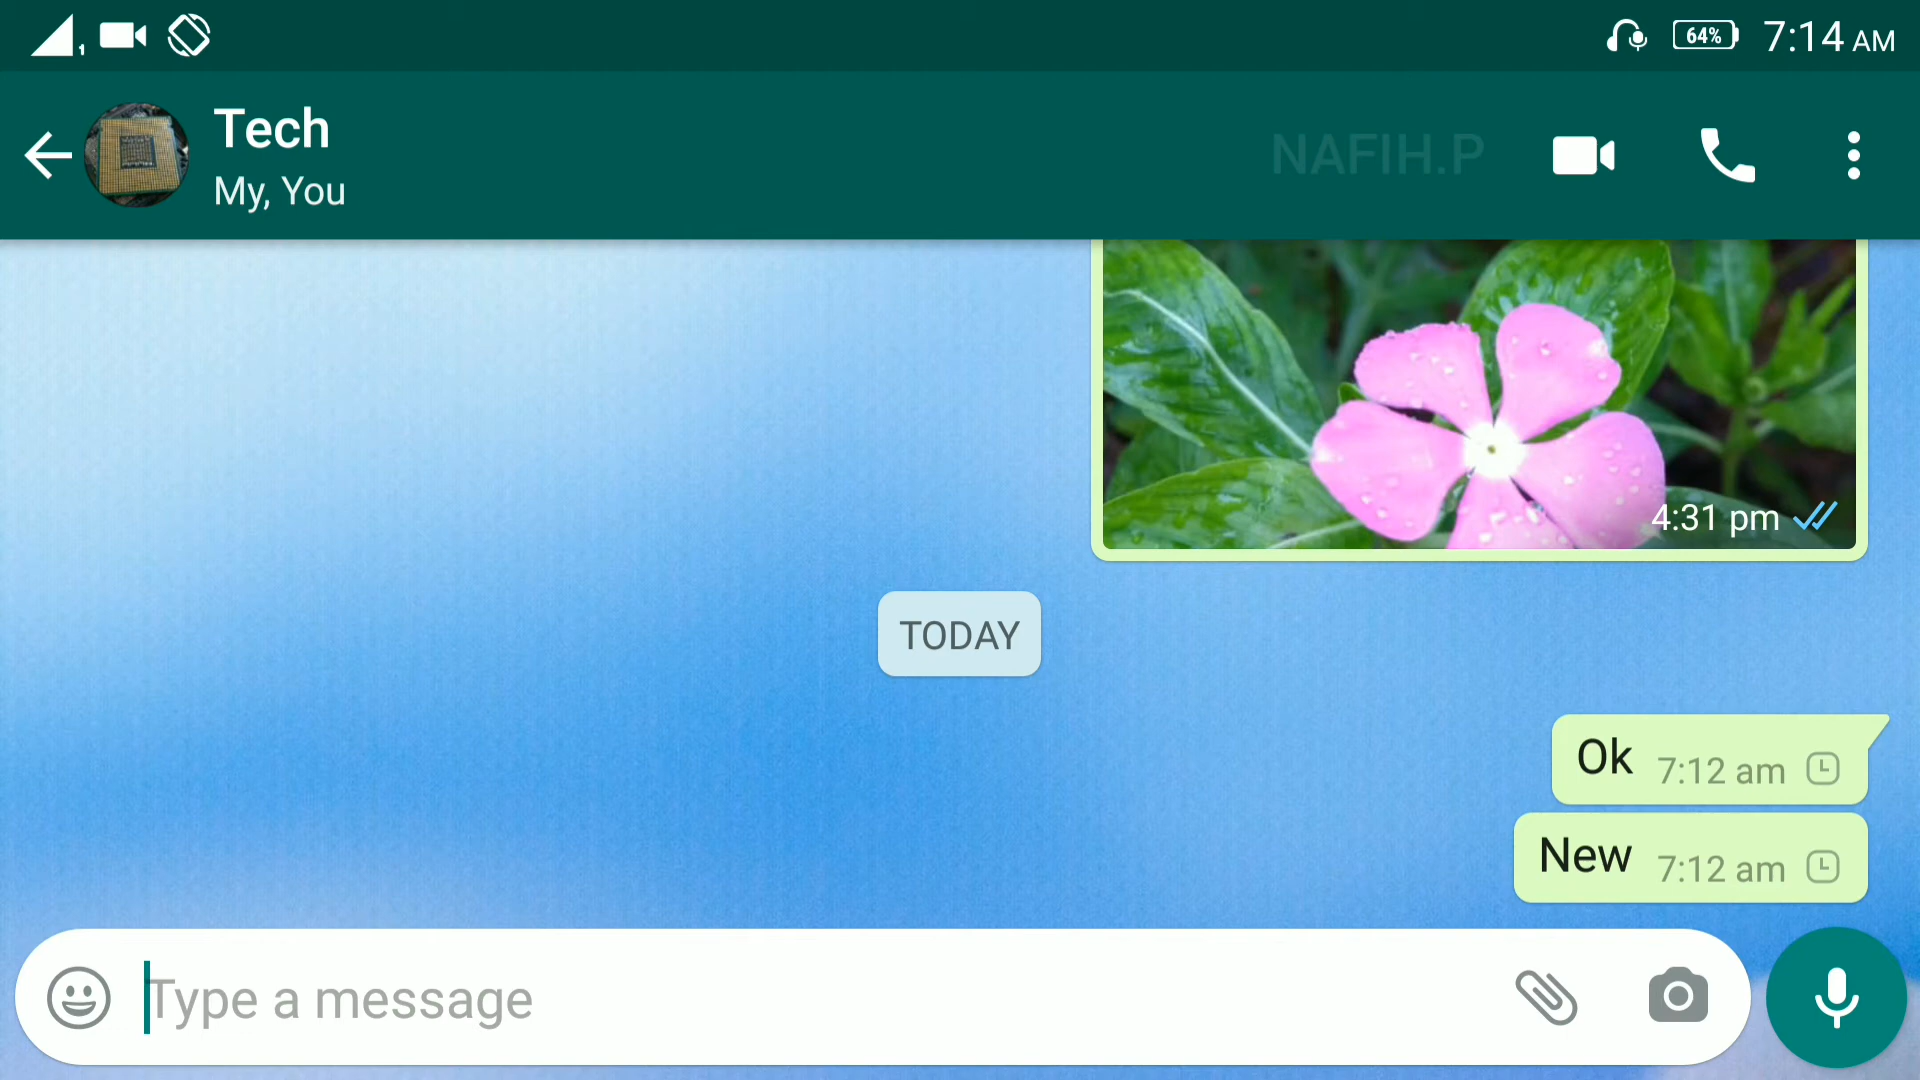 1
64%
7:14 AM
Tech
My, You
NAFIH.P
4:31 pm
TODAY
Ok 7:12 am
New 7:12 am
Type a message